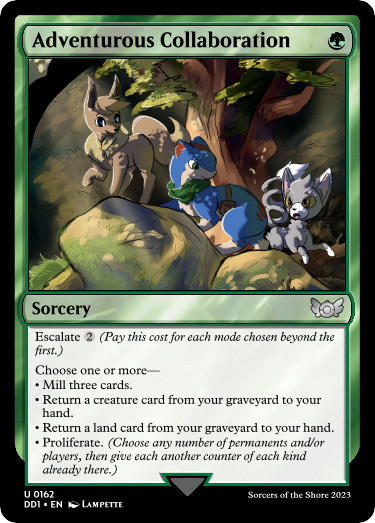 Adventurous Collaboration
Sorcery
Escalate 2 (Pay this cost for each mode chosen beyond the
first.)
Choose one or more—
• Mill three cards.
• Return a creature card from your graveyard to your
hand.
• Return a land card from your graveyard to your hand.
• Proliferate. (Choose any number of permanents and/or
players, then give each another counter of each kind
already there.)
U 0162
DD1 • EN Lampette
Sorcers of the Shore 2023